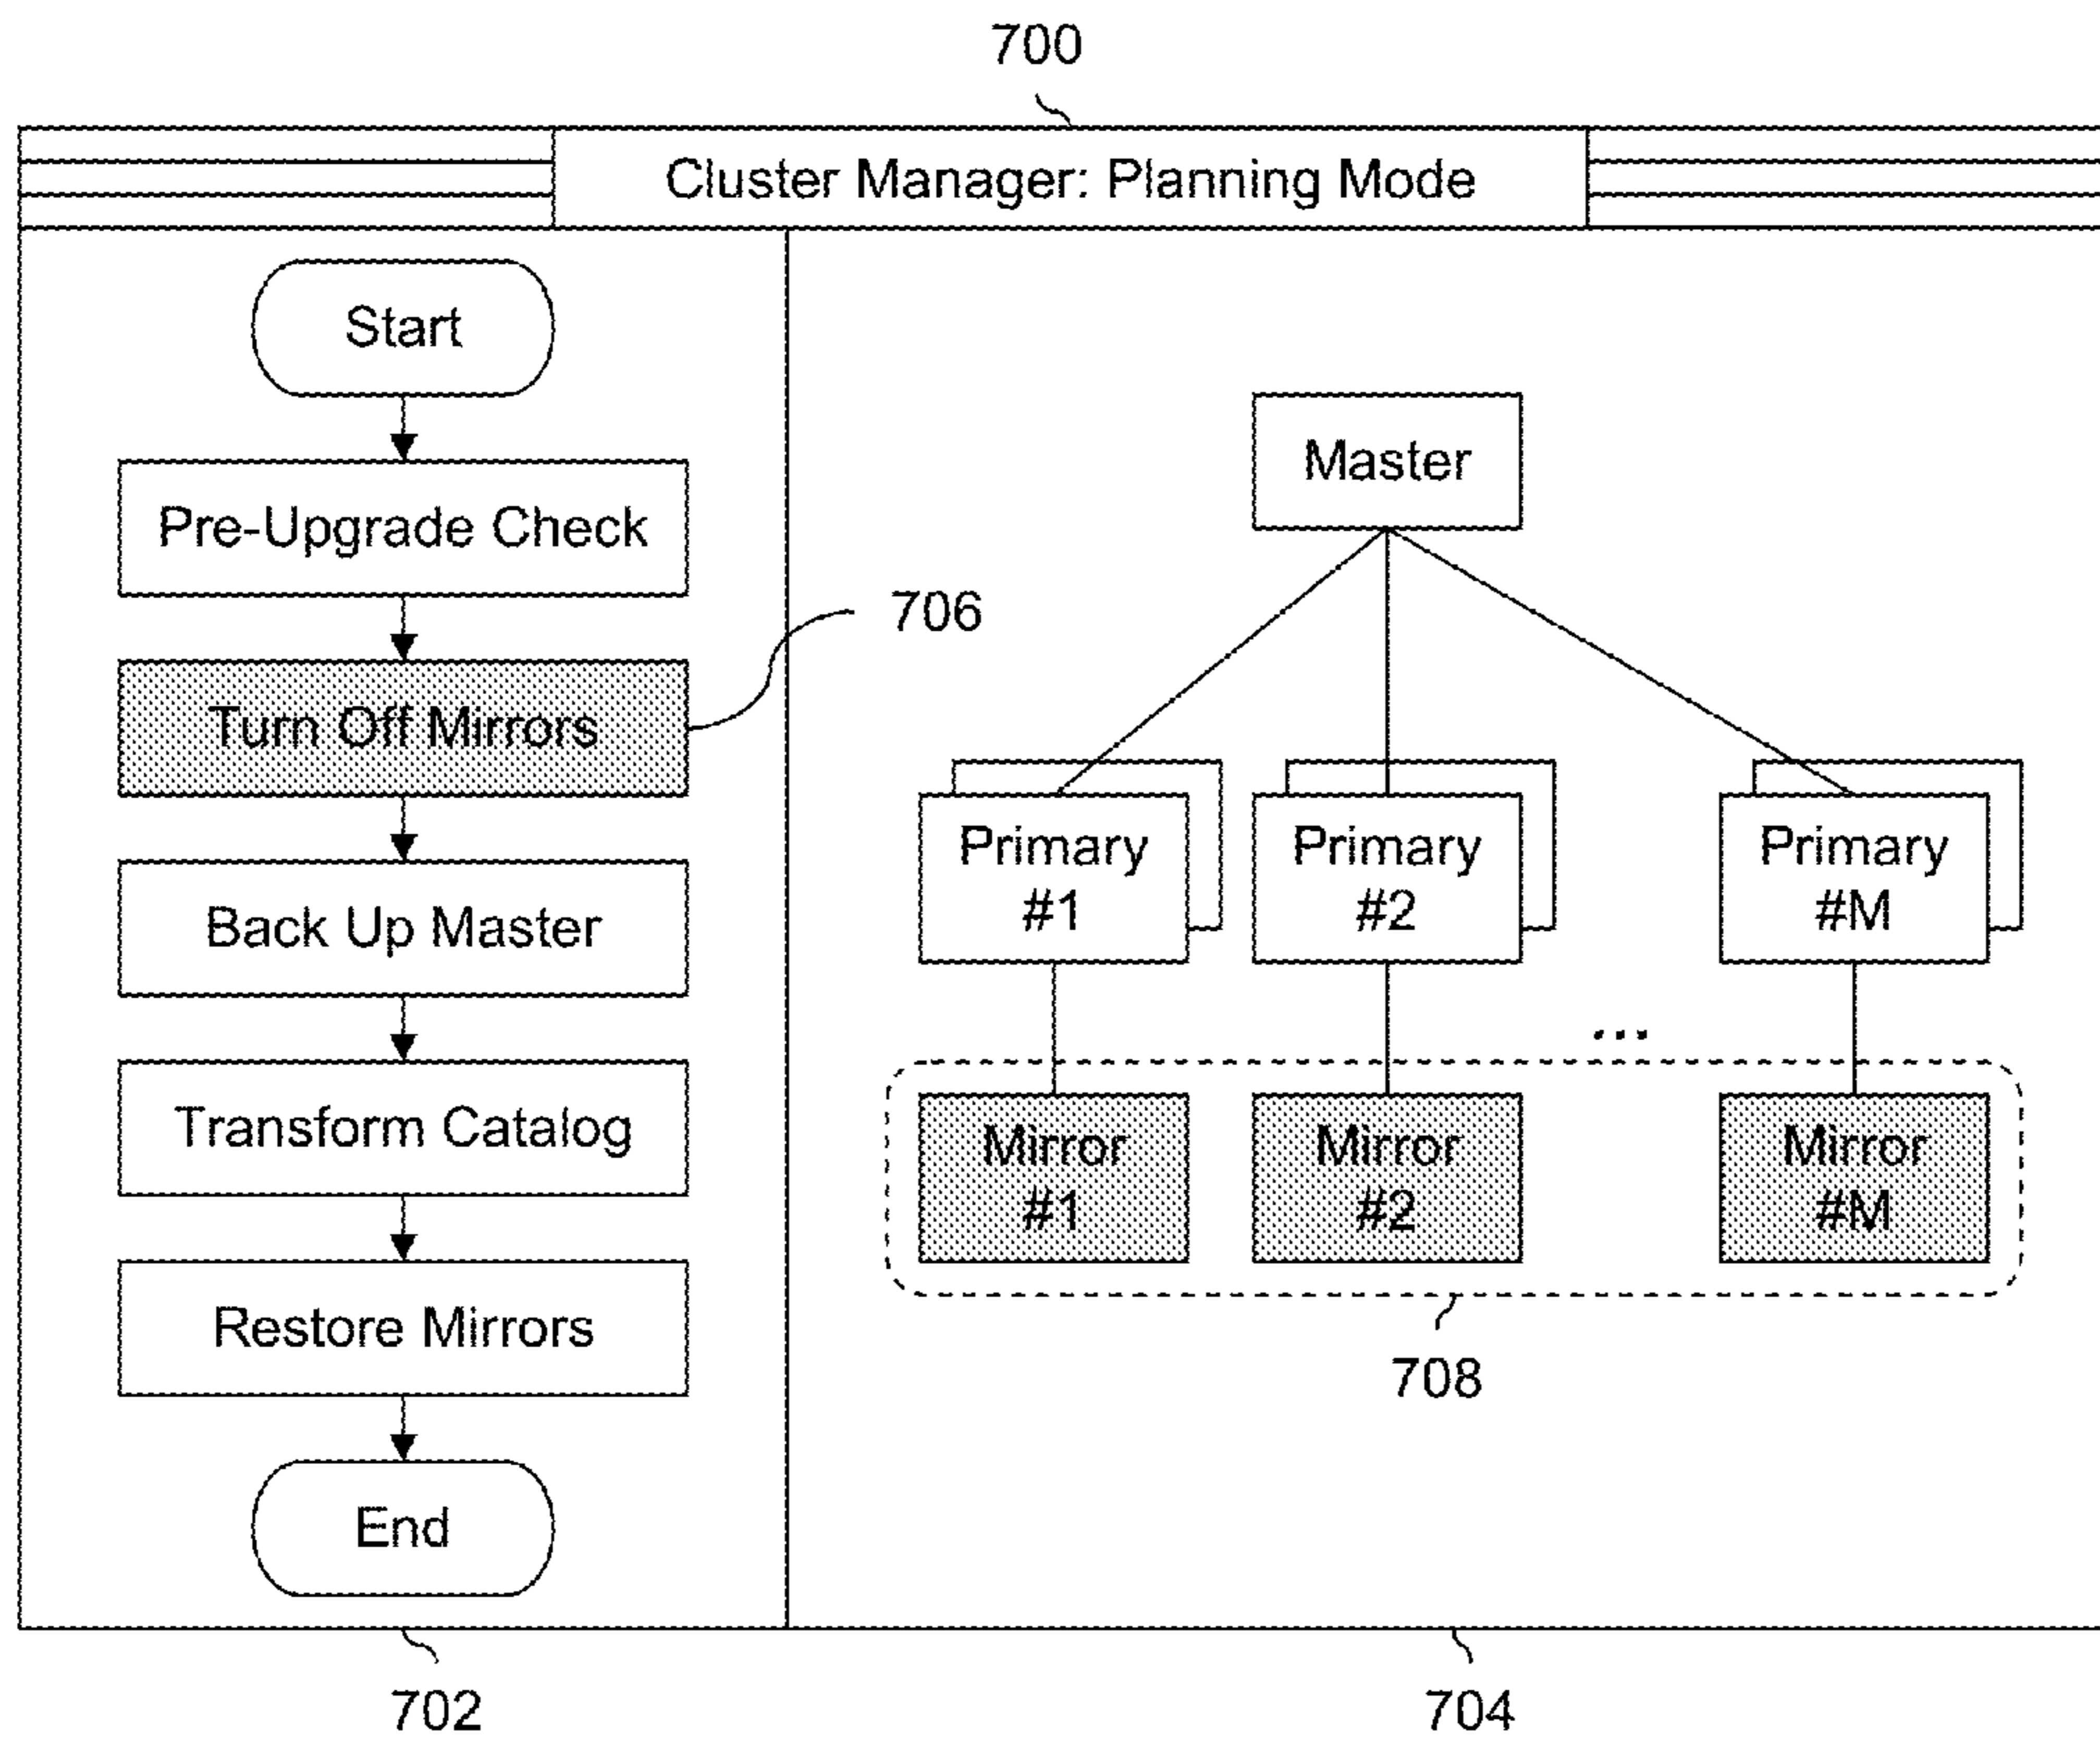 700
Cluster Manager: Planning Mode
Start
Pre-Upgrade Check
706
Turn Off Mirrors
Back Up Master
Transform Catalog
Restore Mirrors
End
Master
Primary
#1
Primary
#2
Primary
#M
...
Mirror
#1
Mirror
#2
Mirror
#M
708
702
704